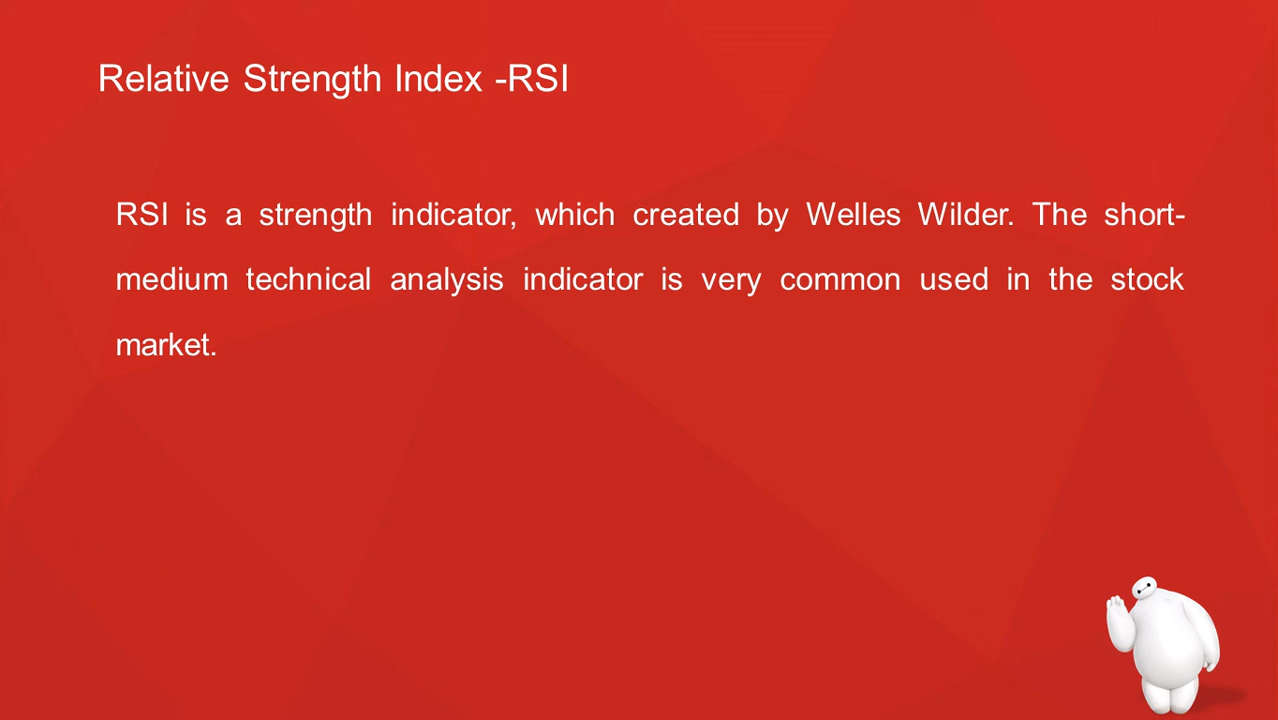 Relative Strength Index -RSI
RSI is a strength indicator, which created by Welles Wilder. The short-
medium technical analysis indicator is very common used in the stock
market.